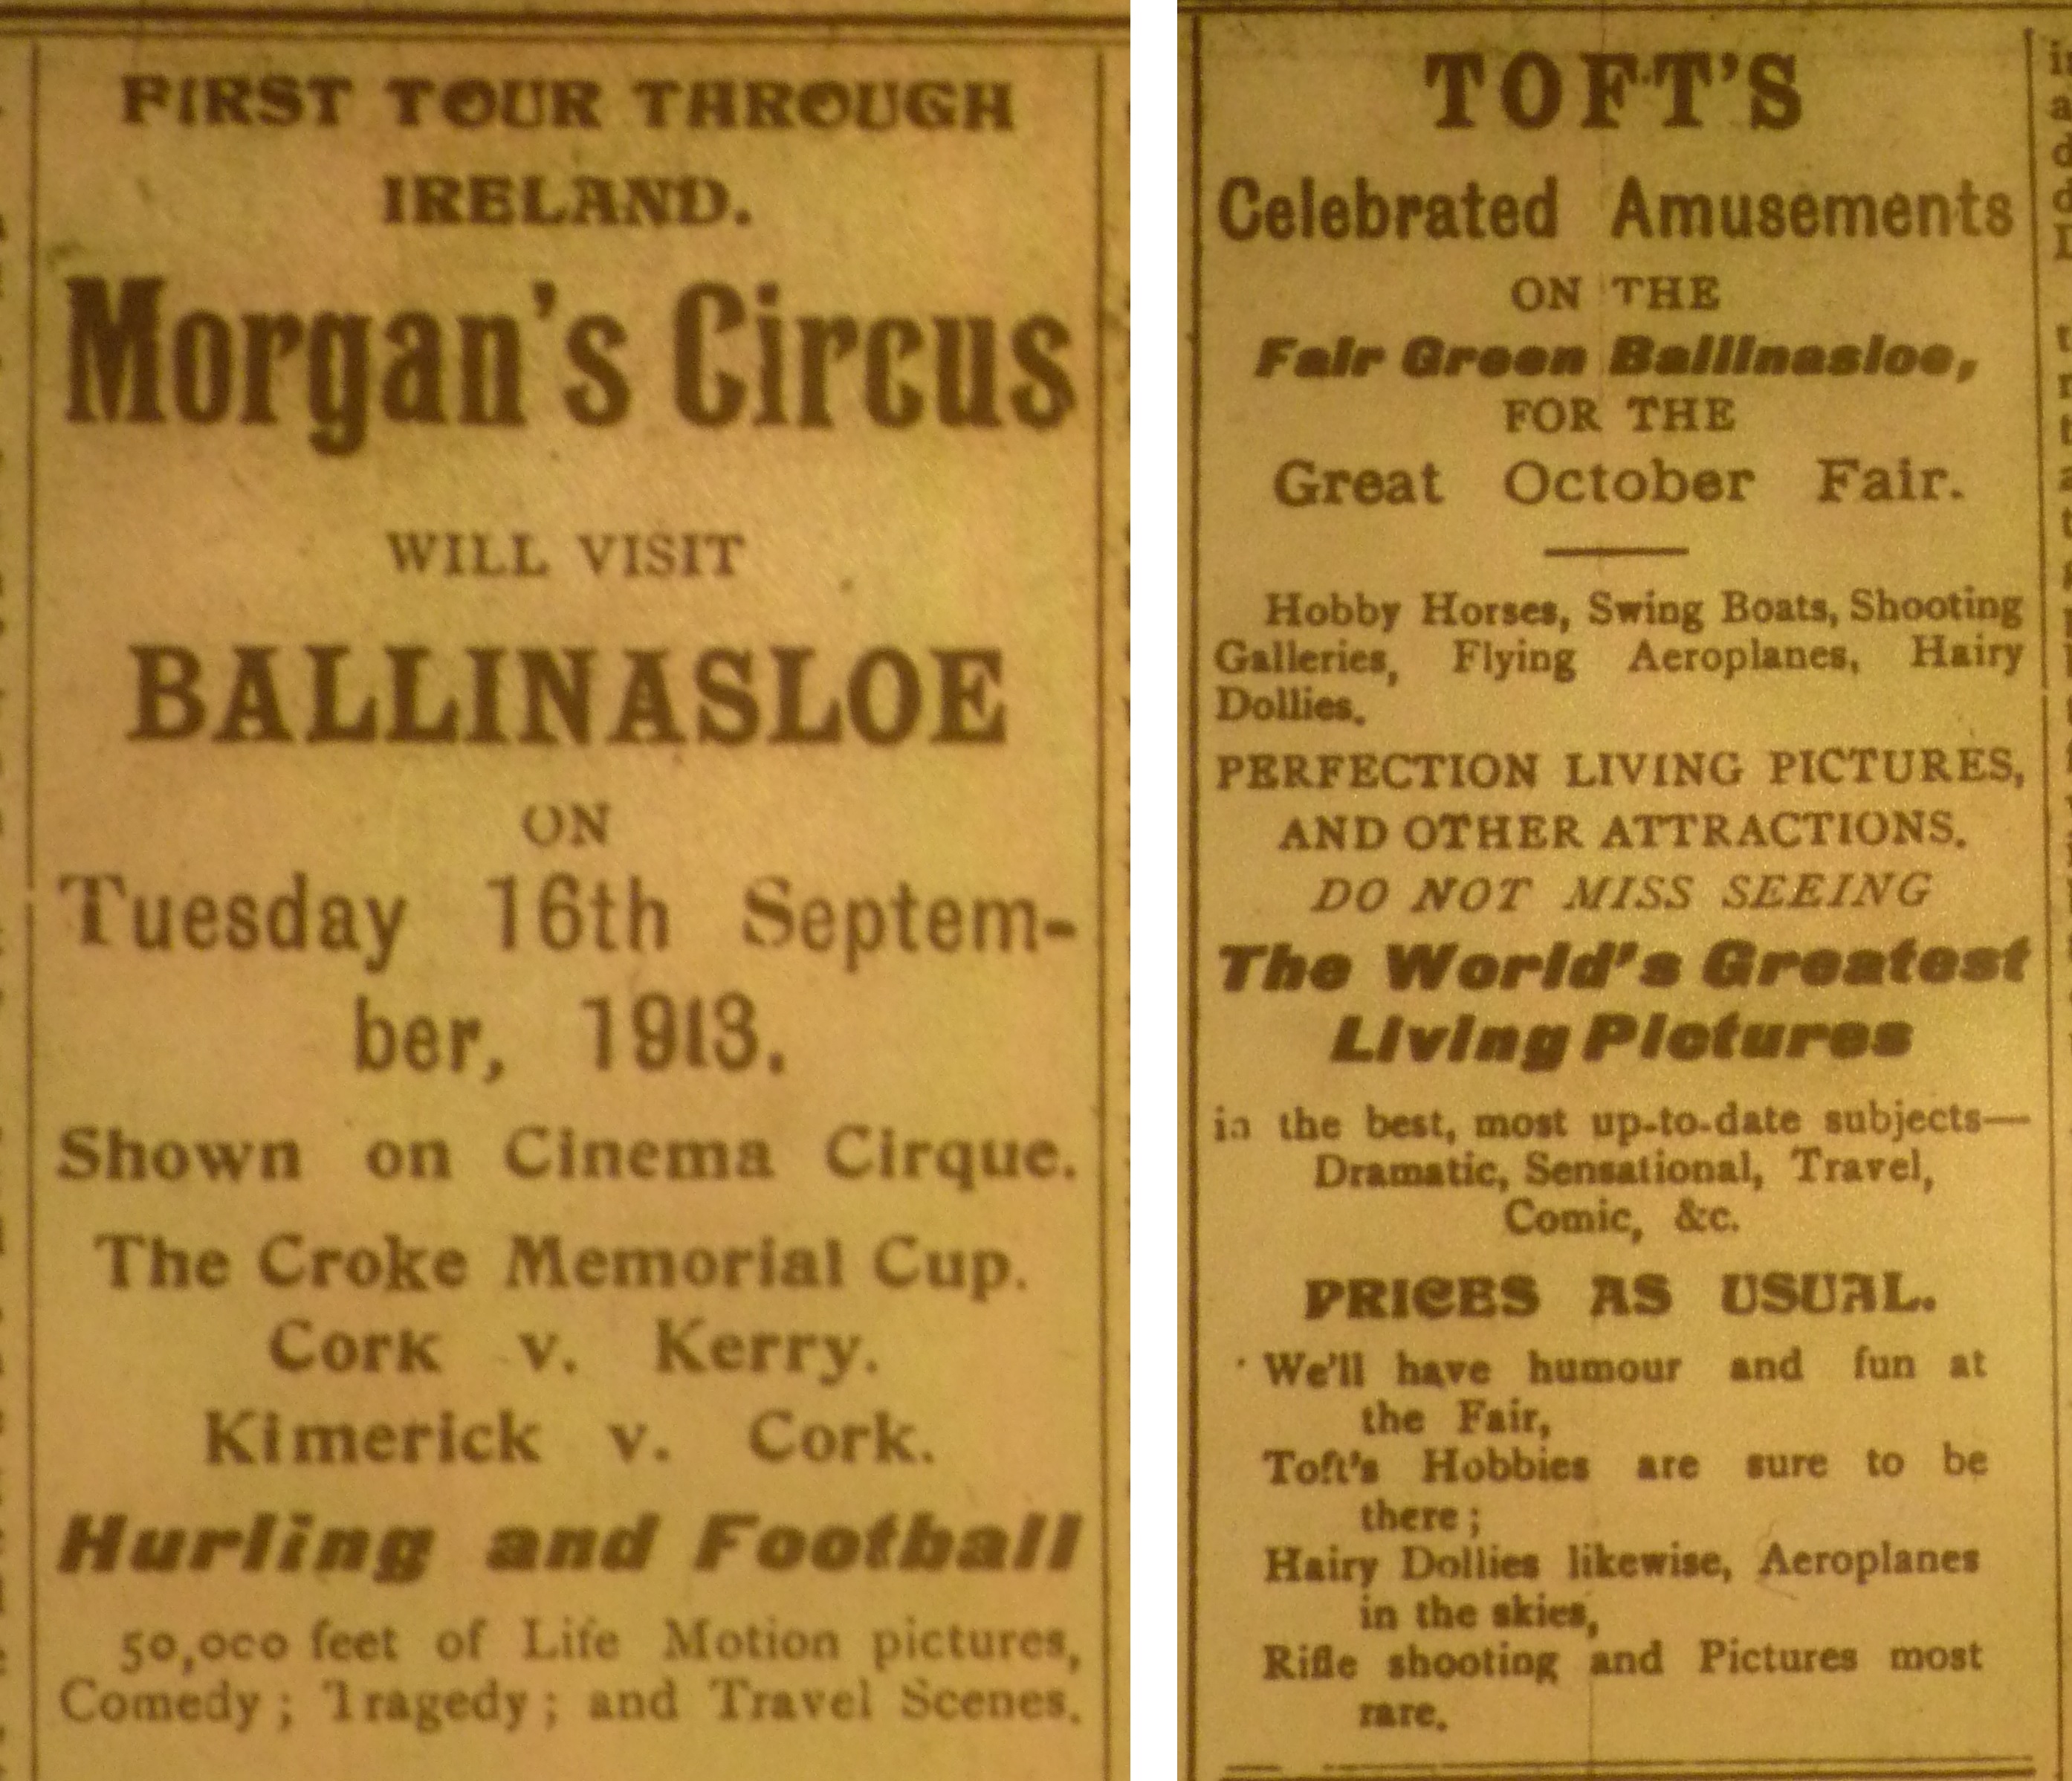 FIRST TOUR THROUGH
IRELAND.
Morgan's Circus
WILL VISIT
BALLINASLOE
ON
Tuesday 16th Septem-
ber, 1913.
Shown on Cinema Cirque.
The Croke Memorial Cup.
Cork v. Kerry.
Kimerick v. Cork.
Hurling and Football
50,000 feet of Life Motion pictures,
Comedy; Tragedy; and Travel Scenes.
TOFT'S
Celebrated Amusements
ON THE
Fair Green Ballinasloe,
FOR THE
Great October Fair.
Hobby Horses, Swing Boats, Shooting
Galleries, Flying Aeroplanes, Hairy
Dollies.
PERFECTION LIVING PICTURES,
AND OTHER ATTRACTIONS.
DO NOT MISS SEEING
The World's Greatest
Living Pictures
in the best, most up-to-date subjects—
Dramatic, Sensational, Travel,
Comic, &c.
PRICES AS USUAL.
We'll have humour and fun at
the Fair,
Toft's Hobbies are sure to be
there;
Hairy Dollies likewise, Aeroplanes
in the skies,
Rifle shooting and Pictures most
rare.